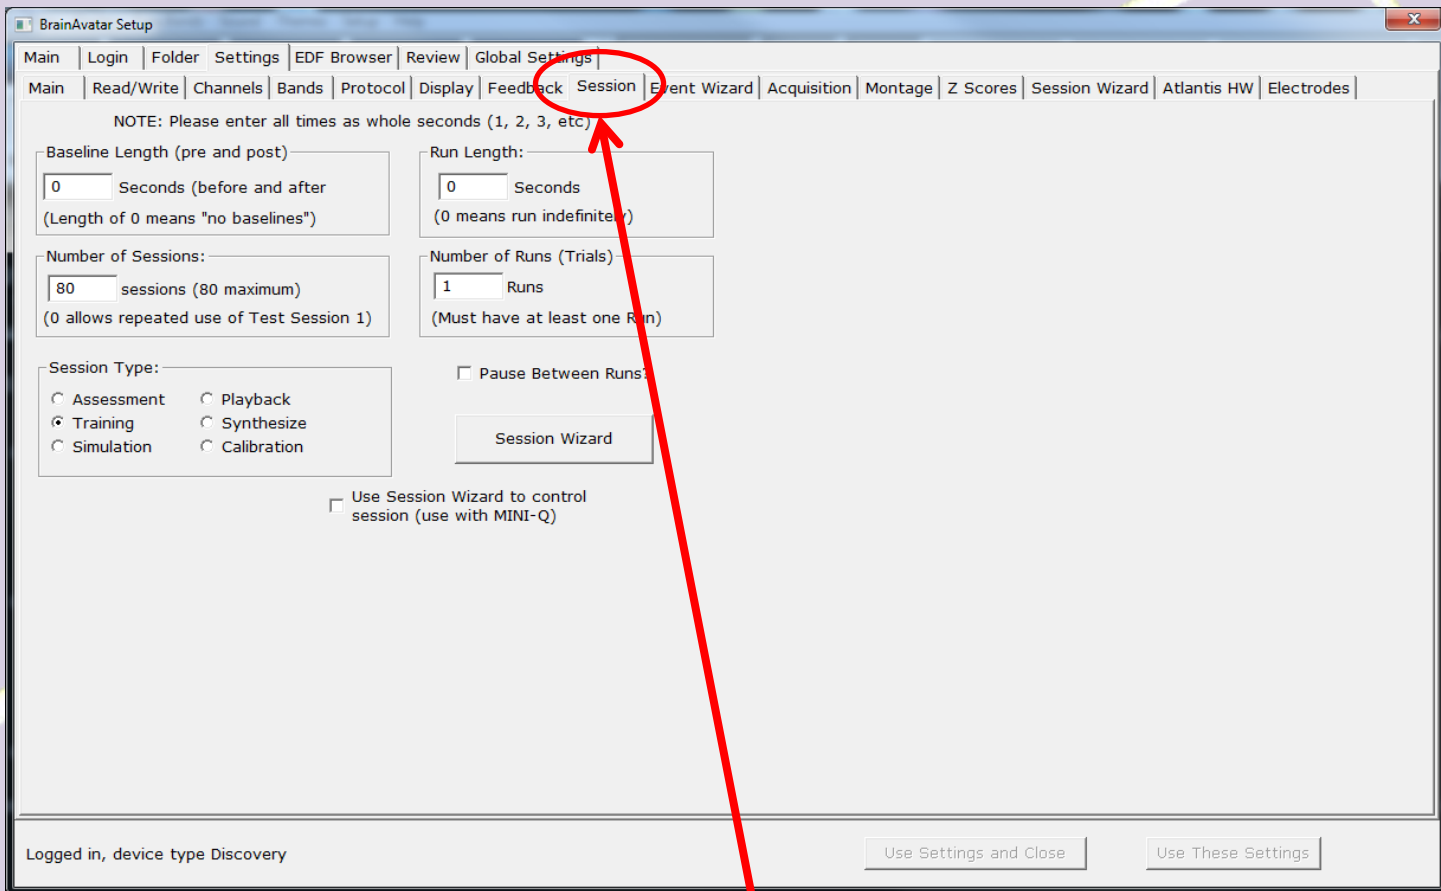 BrainAvatar Setup
Main Login Folder Settings EDF Browser Review Global Settings
Main Read/Write Channels Bands Protocol Display Feedback Session Event Wizard Acquisition Montage Z Scores Session Wizard Atlantis HW Electrodes
NOTE: Please enter all times as whole seconds (1, 2, 3, etc)
Baseline Length (pre and post)
0 Seconds (before and after
(Length of 0 means "no baselines")
Run Length:
0 Seconds
(0 means run indefinitely)
Number of Sessions:
80 sessions (80 maximum)
(0 allows repeated use of Test Session 1)
Number of Runs (Trials)
1 Runs
(Must have at least one Run)
Session Type:
Assessment Playback
Training Synthesize
Simulation Calibration
Pause Between Runs?
Session Wizard
Use Session Wizard to control
session (use with MINI-Q)
Logged in, device type Discovery
Use Settings and Close Use These Settings